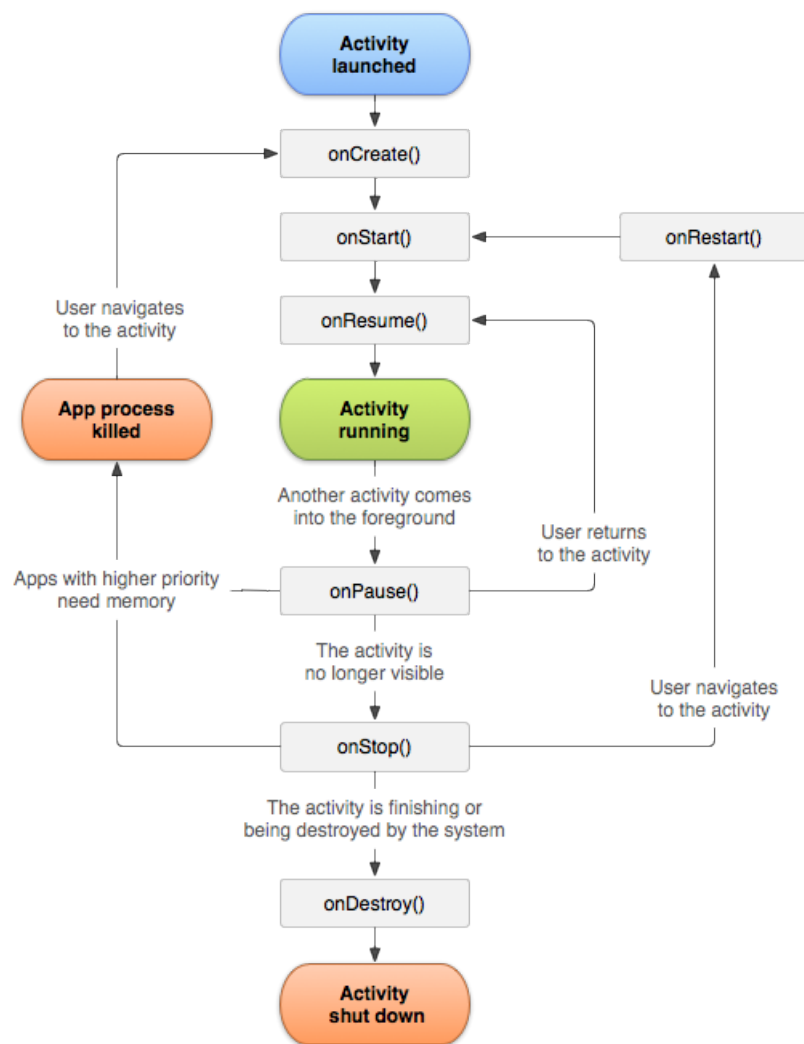 Activity
launched
onCreate()
onStart()
onRestart()
User navigates
to the activity
onResume()
App process
killed
Activity
running
Another activity comes
into the foreground
User returns
to the activity
Apps with higher priority
need memory
onPause()
The activity is
no longer visible
User navigates
to the activity
onStop()
The activity is finishing or
being destroyed by the system
onDestroy()
Activity
shut down